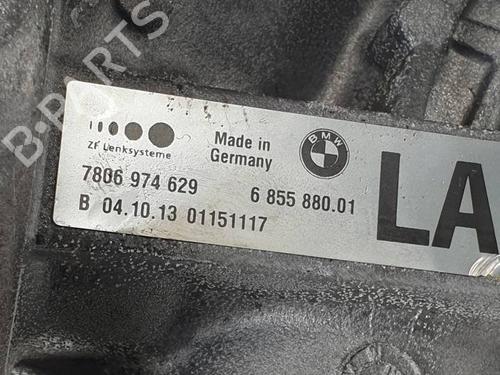 B-PARTS
ZF Lenksysteme
Made in
Germany
BMW
LA
7806 974 629
6 855 880.01
B 04.10.13 01151117